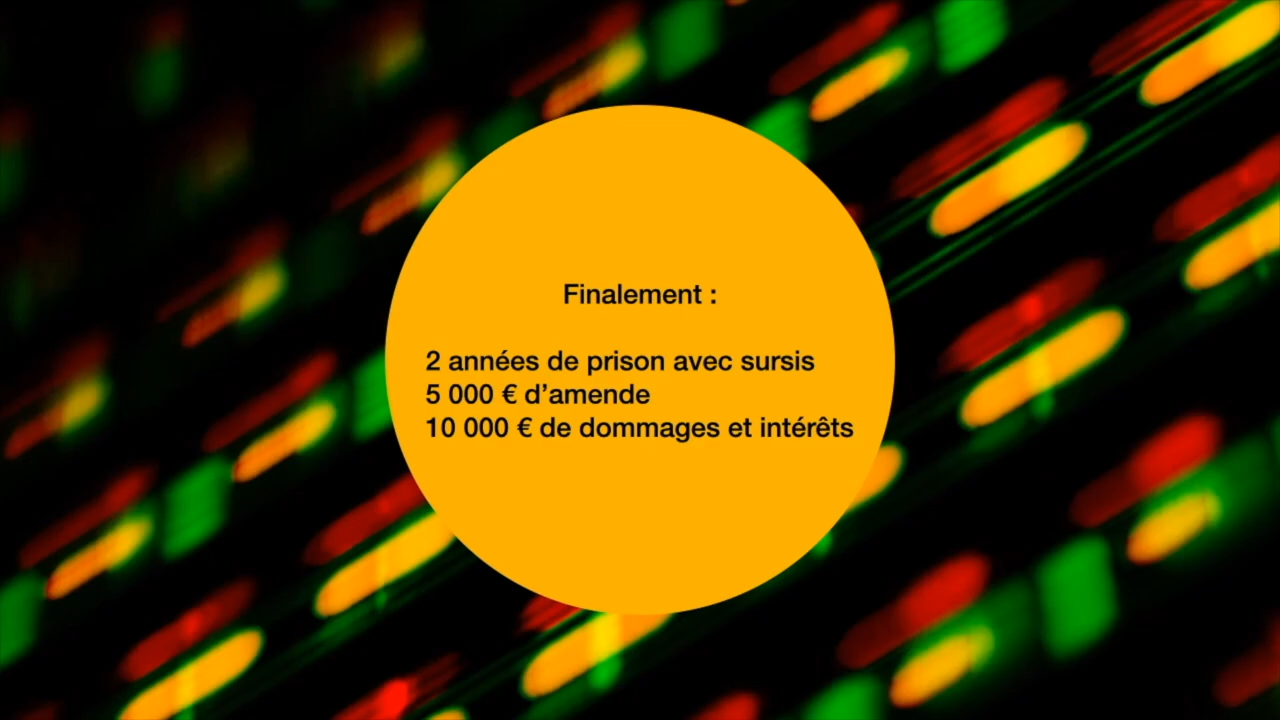 Finalement :
2 années de prison avec sursis
5 000 € d’amende
10 000 € de dommages et intérêts